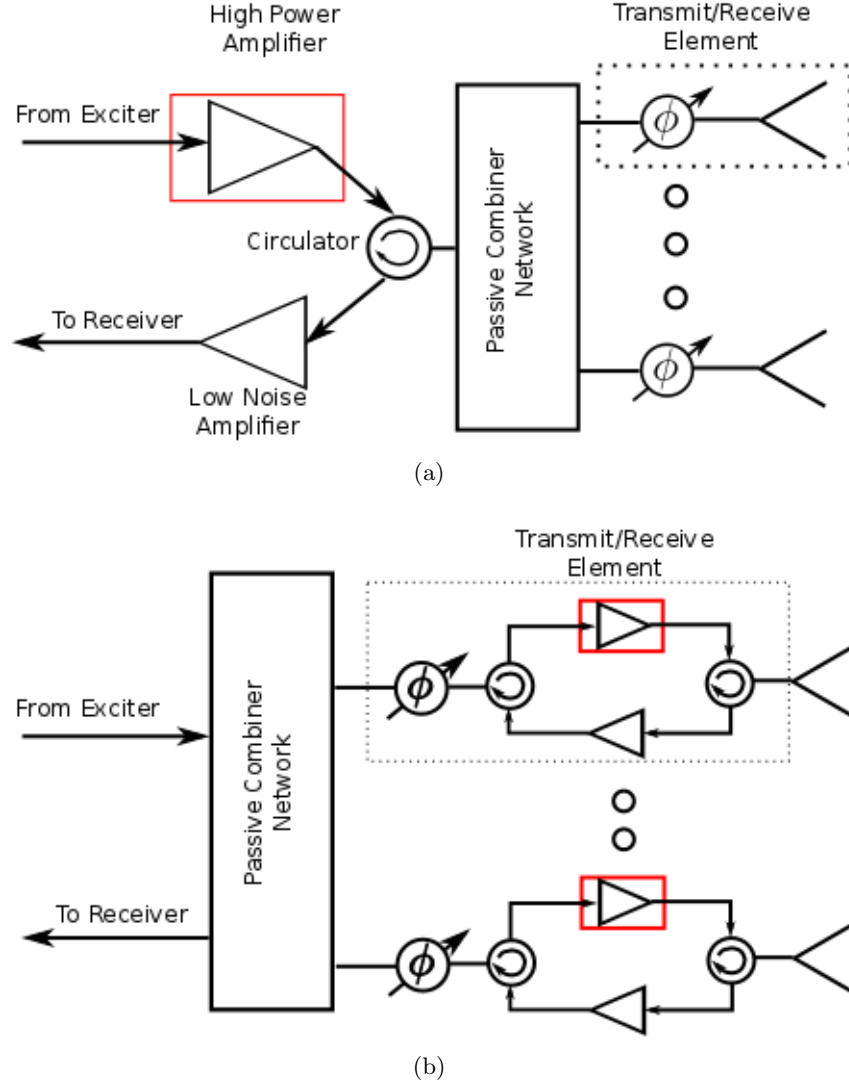 High Power
Amplifier
Transmit/Receive
Element
From Exciter
ϕ
Circulator
Passive Combiner
Network
To Receiver
ϕ
Low Noise
Amplifier
(a)
Transmit/Receive
Element
ϕ
From Exciter
Passive Combiner
Network
To Receiver
ϕ
(b)